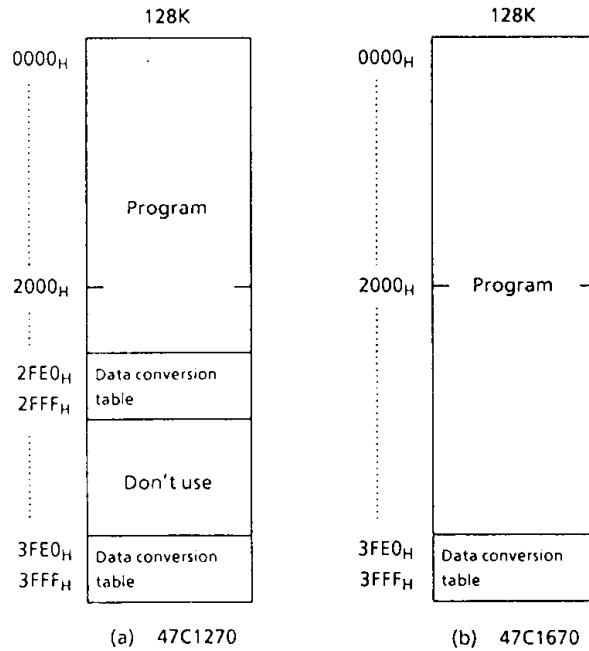 128K
0000H
Program
2000H
2FE0H
2FFFH
Data conversion
table
Don't use
3FE0H
3FFFH
Data conversion
table
(a) 47C1270
128K
0000H
2000H
Program
3FE0H
3FFFH
Data conversion
table
(b) 47C1670